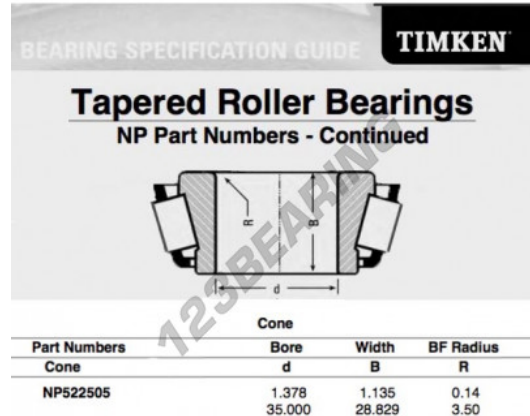 BEARING SPECIFICATION GUIDE
TIMKEN
Tapered Roller Bearings
NP Part Numbers - Continued
R
B
d
123BEARING
Cone
Part Numbers Bore Width BF Radius
Cone d B R
NP522505 1.378 1.135 0.14
35.000 28.829 3.50